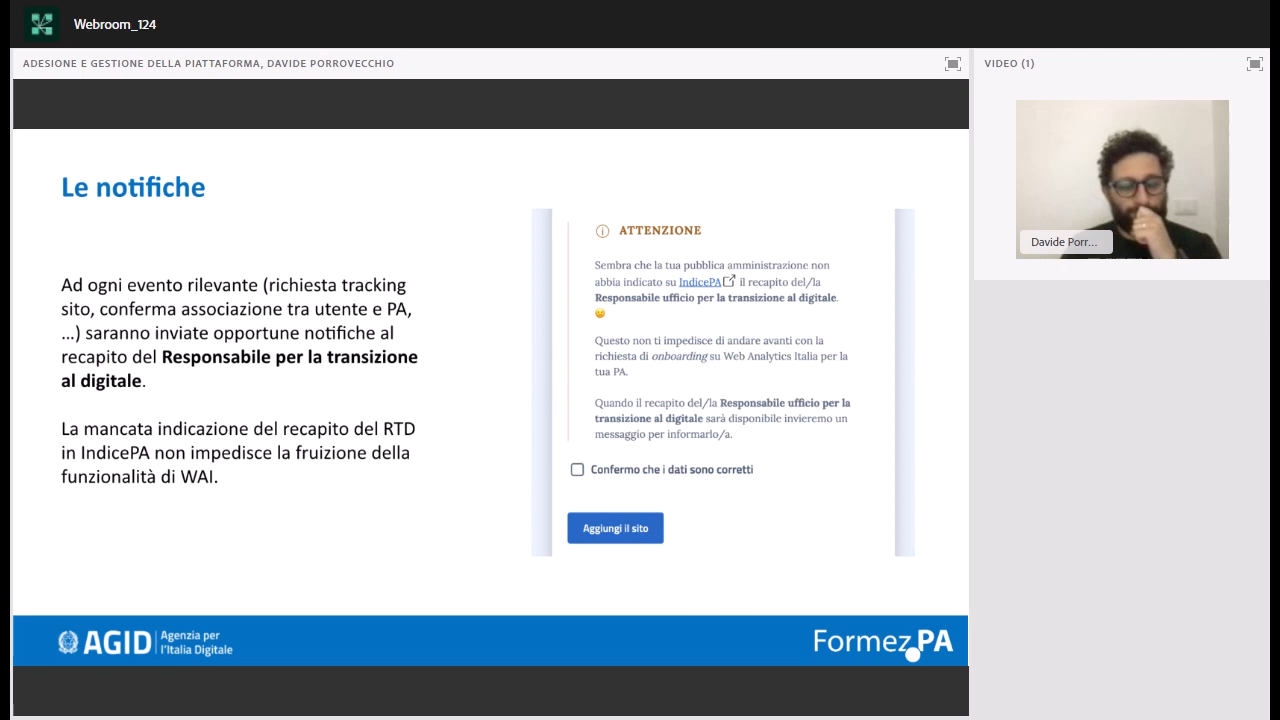 Webroom_124
ADESIONE E GESTIONE DELLA PIATTAFORMA, DAVIDE PORROVECCHIO
VIDEO (1)
Davide Porr...
Le notifiche
Ad ogni evento rilevante (richiesta tracking
sito, conferma associazione tra utente e PA,
...) saranno inviate opportune notifiche al
recapito del Responsabile per la transizione
al digitale.
La mancata indicazione del recapito del RTD
in IndicePA non impedisce la fruizione della
funzionalità di WAI.
ATTENZIONE
Sembra che la tua pubblica amministrazione non
abbia indicato su IndicePA il recapito del/la
Responsabile ufficio per la transizione al digitale.
Questo non ti impedisce di andare avanti con la
richiesta di onboarding su Web Analytics Italia per la
tua PA.
Quando il recapito del/la Responsabile ufficio per la
transizione al digitale sarà disponibile invieremo un
messaggio per informarlo/a.
Confermo che i dati sono corretti
Aggiungi il sito
AGID Agenzia per
l'Italia Digitale
Formez PA